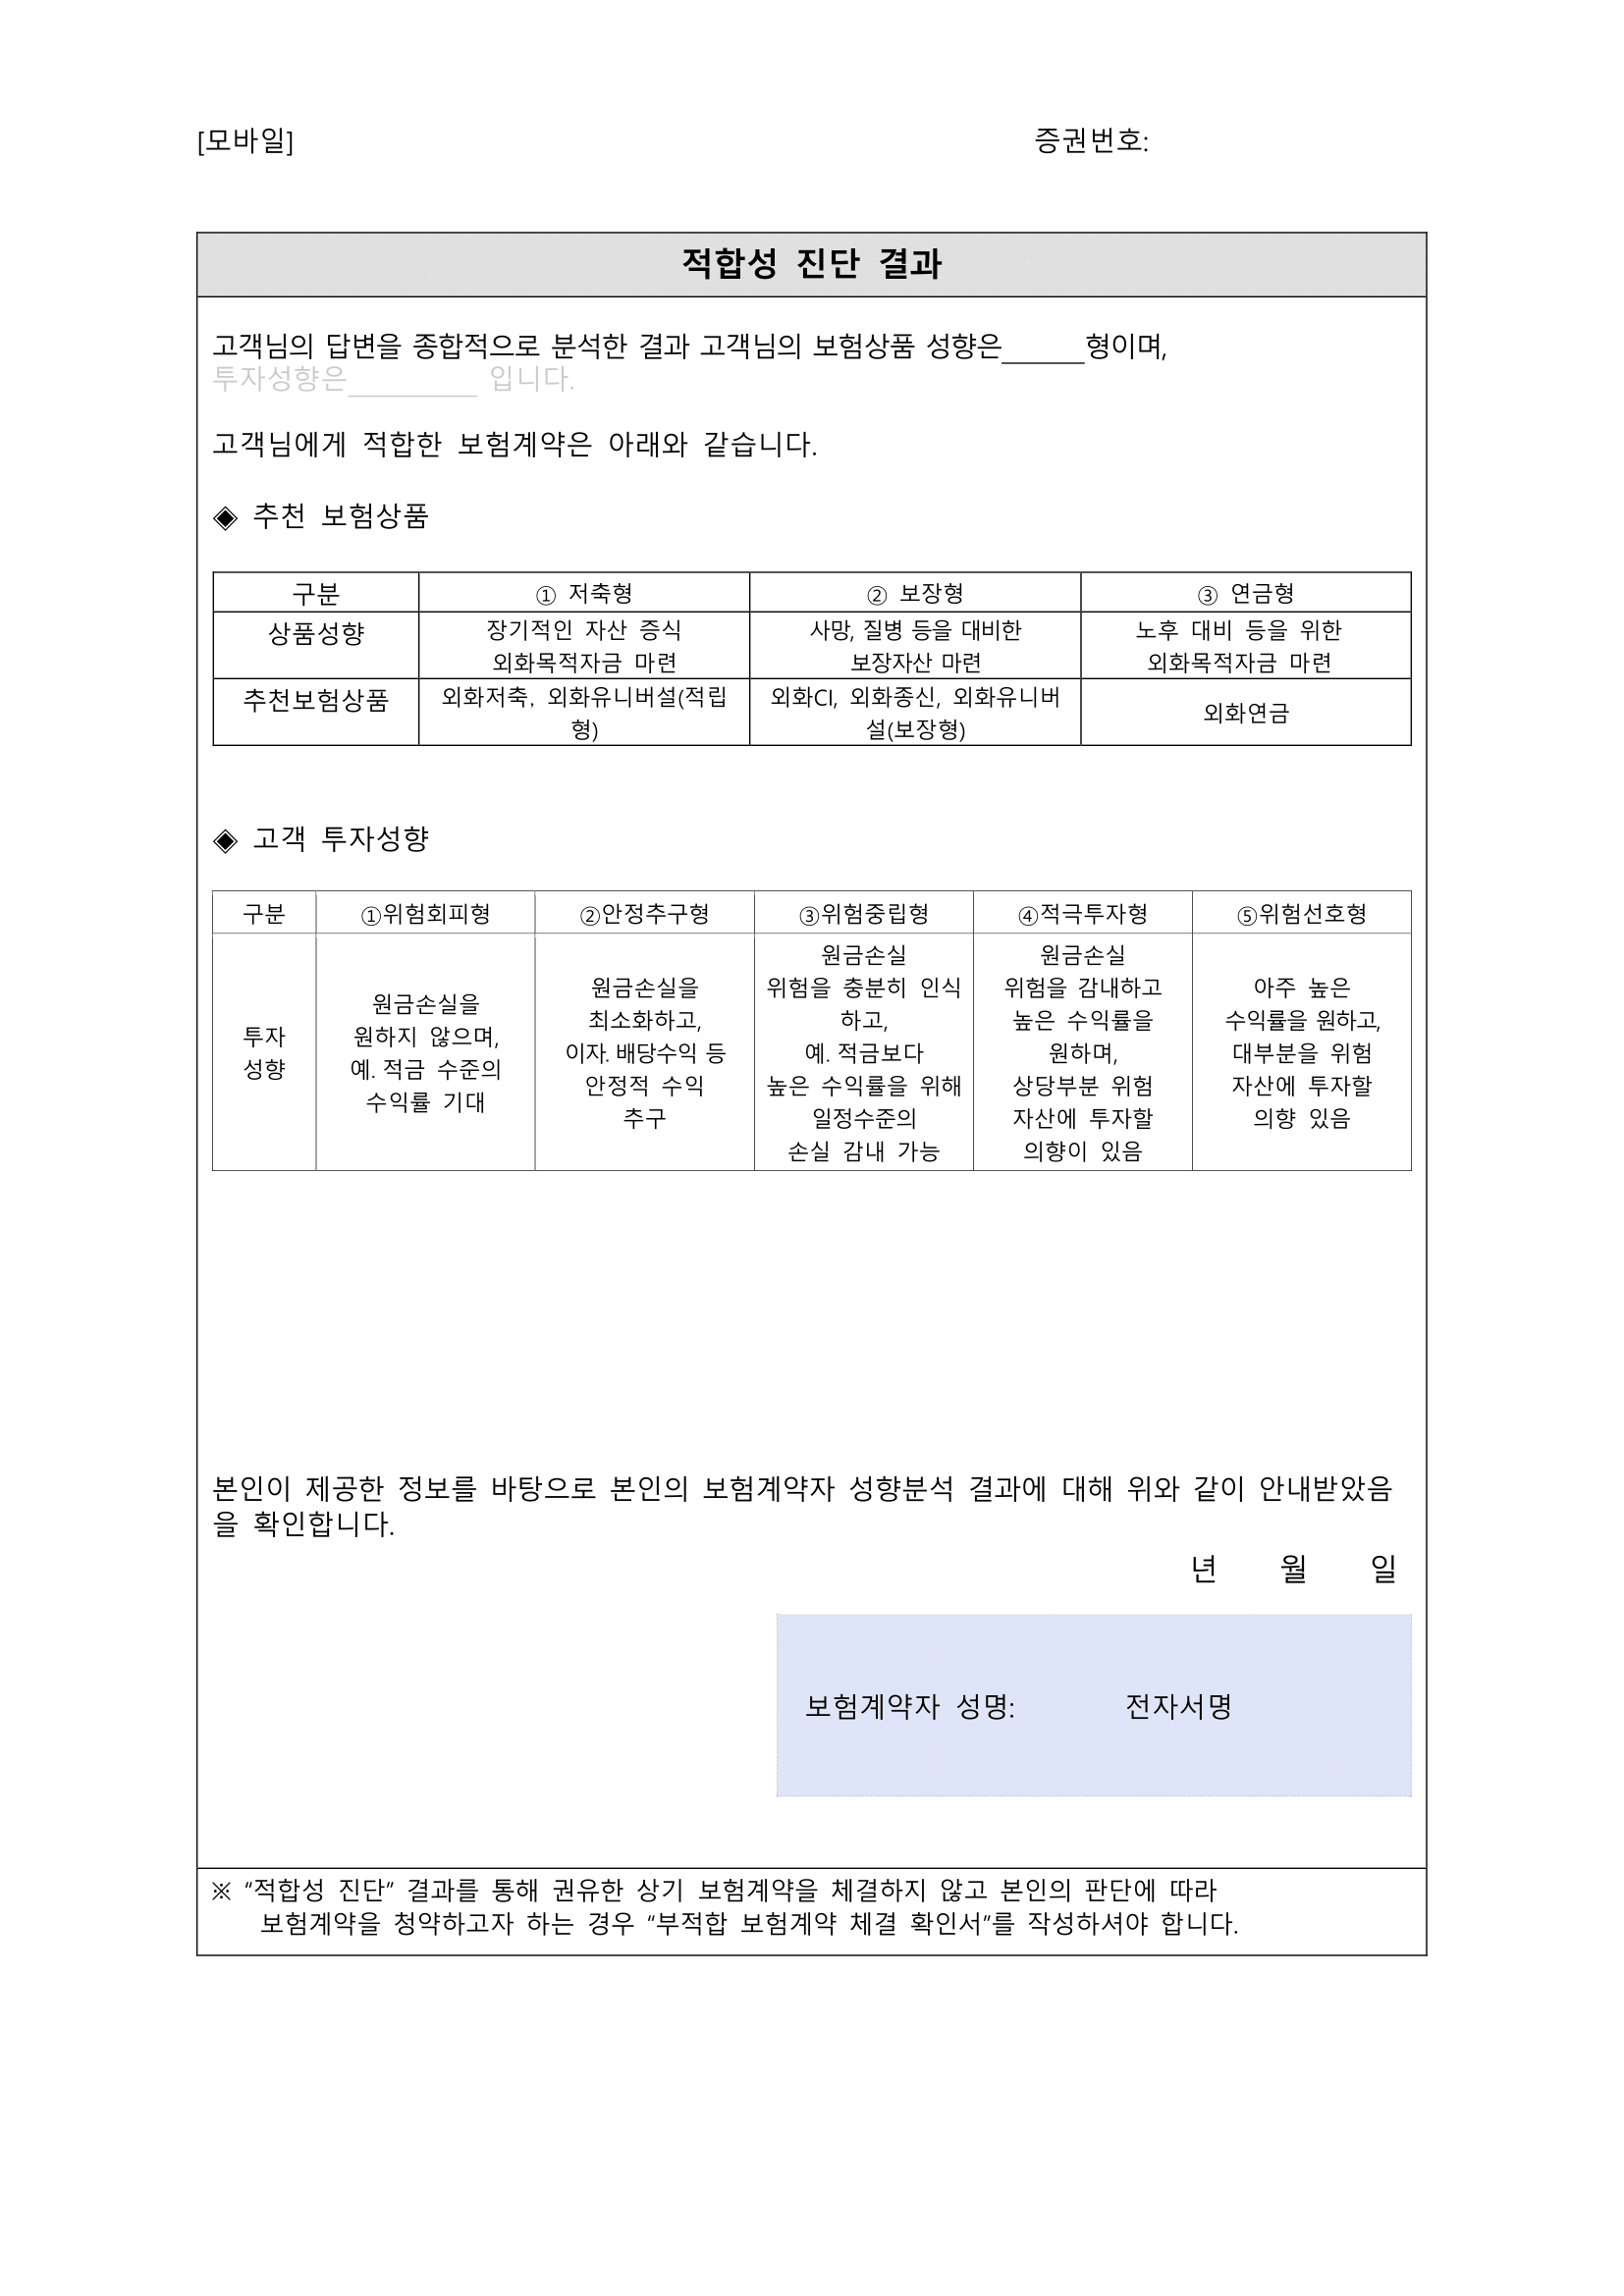 [모바일] 증권번호:
적합성 진단 결과
고객님의 답변을 종합적으로 분석한 결과 고객님의 보험상품 성향은______형이며,
투자성향은_________ 입니다.
고객님에게 적합한 보험계약은 아래와 같습니다.
◈ 추천 보험상품
구분 ① 저축형 ② 보장형 ③ 연금형
상품성향
장기적인 자산 증식
외화목적자금 마련
사망, 질병 등을 대비한
보장자산 마련
노후 대비 등을 위한
외화목적자금 마련
추천보험상품
외화저축, 외화유니버설(적립
형)
외화CI, 외화종신, 외화유니버
설(보장형)
외화연금
◈ 고객 투자성향
구분 ①위험회피형 ②안정추구형 ③위험중립형 ④적극투자형 ⑤위험선호형
투자
성향
원금손실을
원하지 않으며,
예. 적금 수준의
수익률 기대
원금손실을
최소화하고,
이자. 배당수익 등
안정적 수익
추구
원금손실
위험을 충분히 인식
하고,
예. 적금보다
높은 수익률을 위해
일정수준의
손실 감내 가능
원금손실
위험을 감내하고
높은 수익률을
원하며,
상당부분 위험
자산에 투자할
의향이 있음
아주 높은
수익률을 원하고,
대부분을 위험
자산에 투자할
의향 있음
본인이 제공한 정보를 바탕으로 본인의 보험계약자 성향분석 결과에 대해 위와 같이 안내받았음
을 확인합니다.
년 월 일
보험계약자 성명: 전자서명
※ “적합성 진단” 결과를 통해 권유한 상기 보험계약을 체결하지 않고 본인의 판단에 따라
보험계약을 청약하고자 하는 경우 “부적합 보험계약 체결 확인서”를 작성하셔야 합니다.